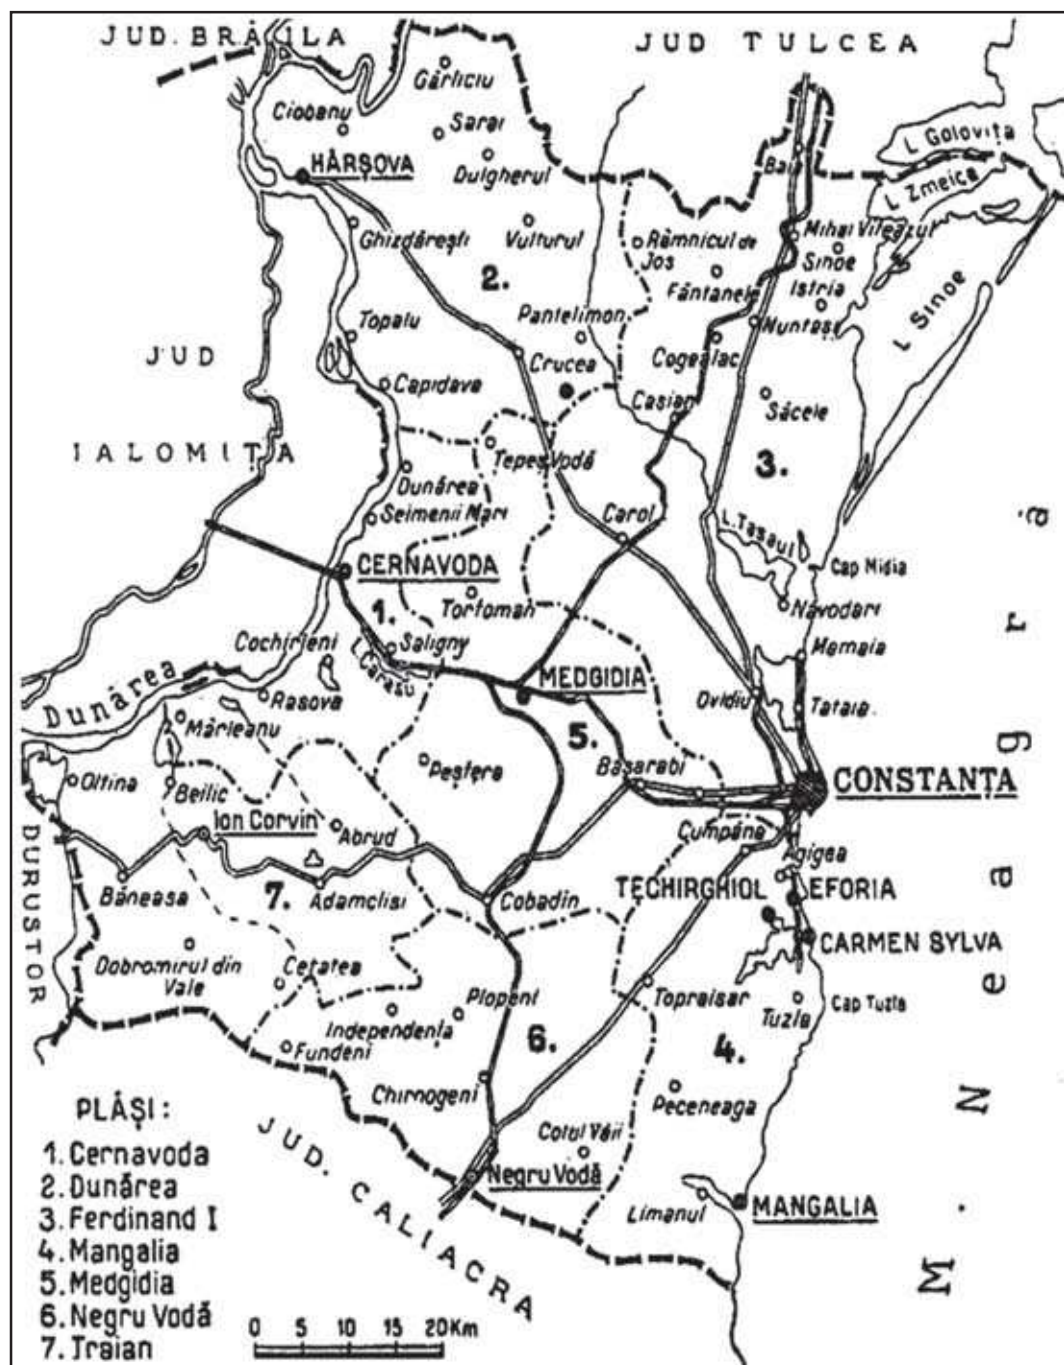 JUD. BRĂILA
JUD TULCEA
Gârliciu
Ciobanu
Sarai
L Golovița
HÂRȘOVA
Dulgherul
Bai
L Zmeica
Ghizdărești
Vulturul
Râmnicul de
Jos
Mihai Viteazul
Sinoe
Istria
2.
Fântanele
L Sinoe
Topalu
Pantelimon
Nuntași
JUD
Crucea
Cogealac
Capidava
Casian
Săcele
IALOMIȚA
Țepeș Vodă
3.
Dunărea
Seimenii Mari
Carol
L.Tașaul
CERNAVODA
Cap Midia
1.
Tortoman
Năvodari
Cochirleni
Saligny
Mamaia
L.Carasu
MEDGIDIA
Dunărea
Rasova
Ovidiu
Tataia
Mârleanu
5.
Oltina
Peștera
Basarabi
CONSTANȚA
Beilic
Ion Corvin
Abrud
Cumpăna
Agigea
DURUSTOR
Băneasa
7.
Adamclisi
Cobadin
TECHIRGHIOL
EFORIA
CARMEN SYLVA
Dobromirul din
Vale
Cetatea
Plopeni
Topraisar
Tuzla
Cap Tuzla
Independența
6.
4.
Fundeni
Chirnogeni
Peceneaga
PLĂȘI:
1. Cernavoda
2. Dunărea
3. Ferdinand I
4. Mangalia
5. Medgidia
6. Negru Vodă
7. Traian
JUD. CALIACRA
Cotul Văii
Negru Vodă
Limanul
MANGALIA
M. Neagră
0 5 10 15 20Km